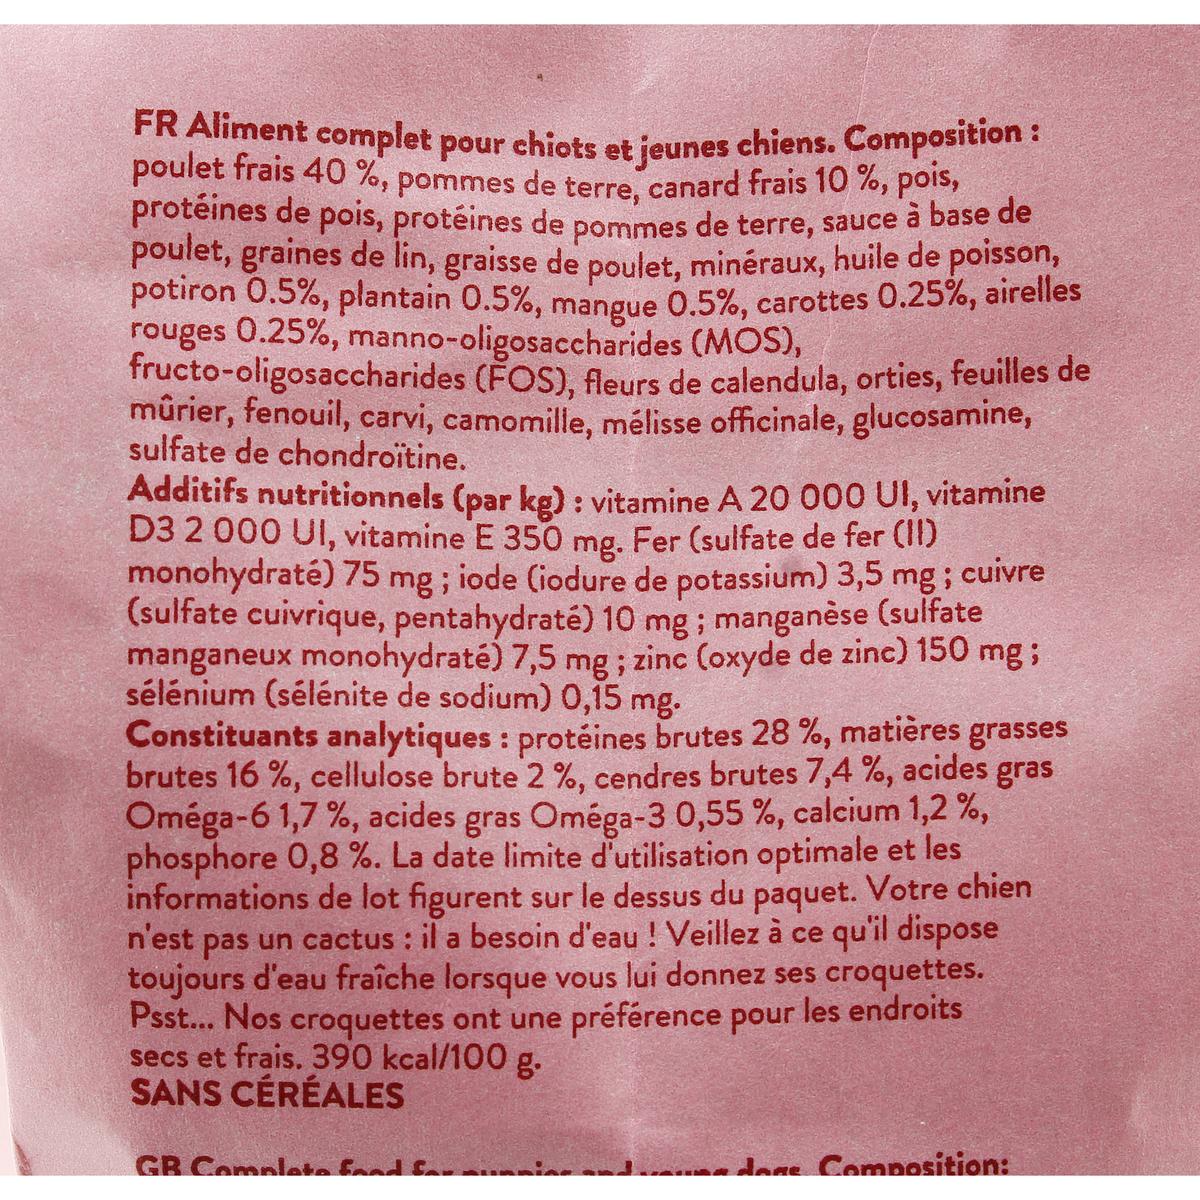 FR Aliment complet pour chiots et jeunes chiens. Composition :
poulet frais 40 %, pommes de terre, canard frais 10 %, pois,
protéines de pois, protéines de pommes de terre, sauce à base de
poulet, graines de lin, graisse de poulet, minéraux, huile de poisson,
potiron 0.5%, plantain 0.5%, mangue 0.5%, carottes 0.25%, airelles
rouges 0.25%, manno-oligosaccharides (MOS),
fructo-oligosaccharides (FOS), fleurs de calendula, orties, feuilles de
mûrier, fenouil, carvi, camomille, mélisse officinale, glucosamine,
sulfate de chondroïtine.
Additifs nutritionnels (par kg) : vitamine A 20 000 UI, vitamine
D3 2 000 UI, vitamine E 350 mg. Fer (sulfate de fer (II)
monohydraté) 75 mg ; iode (iodure de potassium) 3,5 mg ; cuivre
(sulfate cuivrique, pentahydraté) 10 mg ; manganèse (sulfate
manganeux monohydraté) 7,5 mg ; zinc (oxyde de zinc) 150 mg ;
sélénium (sélénite de sodium) 0,15 mg.
Constituants analytiques : protéines brutes 28 %, matières grasses
brutes 16 %, cellulose brute 2 %, cendres brutes 7,4 %, acides gras
Oméga-6 1,7 %, acides gras Oméga-3 0,55 %, calcium 1,2 %,
phosphore 0,8 %. La date limite d'utilisation optimale et les
informations de lot figurent sur le dessus du paquet. Votre chien
n'est pas un cactus : il a besoin d'eau ! Veillez à ce qu'il dispose
toujours d'eau fraîche lorsque vous lui donnez ses croquettes.
Psst... Nos croquettes ont une préférence pour les endroits
secs et frais. 390 kcal/100 g.
SANS CÉRÉALES
GB Complete food for puppies and young dogs. Composition: